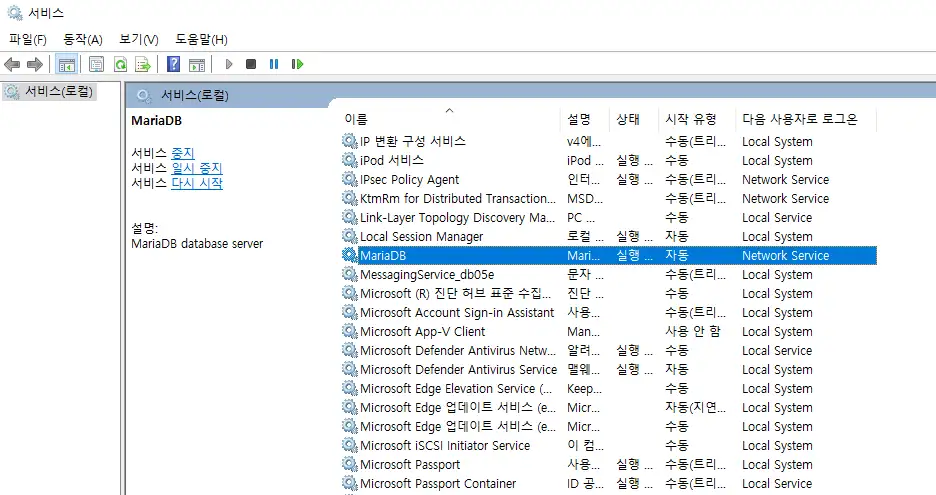 서비스
파일(F) 동작(A) 보기(V) 도움말(H)
서비스(로컬)
서비스(로컬)
MariaDB
서비스 중지
서비스 일시 중지
서비스 다시 시작
설명:
MariaDB database server
이름 설명 상태 시작 유형 다음 사용자로 로그온
IP 변환 구성 서비스 v4에... 수동(트리... Local System
iPod 서비스 iPod ... 실행 ... 수동 Local System
IPsec Policy Agent 인터... 실행 ... 수동(트리... Network Service
KtmRm for Distributed Transaction... MSD... 수동(트리... Network Service
Link-Layer Topology Discovery Ma... PC ... 수동 Local Service
Local Session Manager 로컬 ... 실행 ... 자동 Local System
MariaDB Mari... 실행 ... 자동 Network Service
MessagingService_db05e 문자 ... 수동(트리... Local System
Microsoft (R) 진단 허브 표준 수집... 진단 ... 수동 Local System
Microsoft Account Sign-in Assistant 사용... 수동(트리... Local System
Microsoft App-V Client Man... 사용 안 함 Local System
Microsoft Defender Antivirus Netw... 알려... 실행 ... 수동 Local Service
Microsoft Defender Antivirus Service 맬웨... 실행 ... 자동 Local System
Microsoft Edge Elevation Service (... Keep... 수동 Local System
Microsoft Edge 업데이트 서비스 (e... Micr... 자동(지연... Local System
Microsoft Edge 업데이트 서비스 (e... Micr... 수동 Local System
Microsoft iSCSI Initiator Service 이 컴... 수동 Local System
Microsoft Passport 사용... 실행 ... 수동(트리... Local System
Microsoft Passport Container ID 공... 실행 ... 수동(트리... Local Service